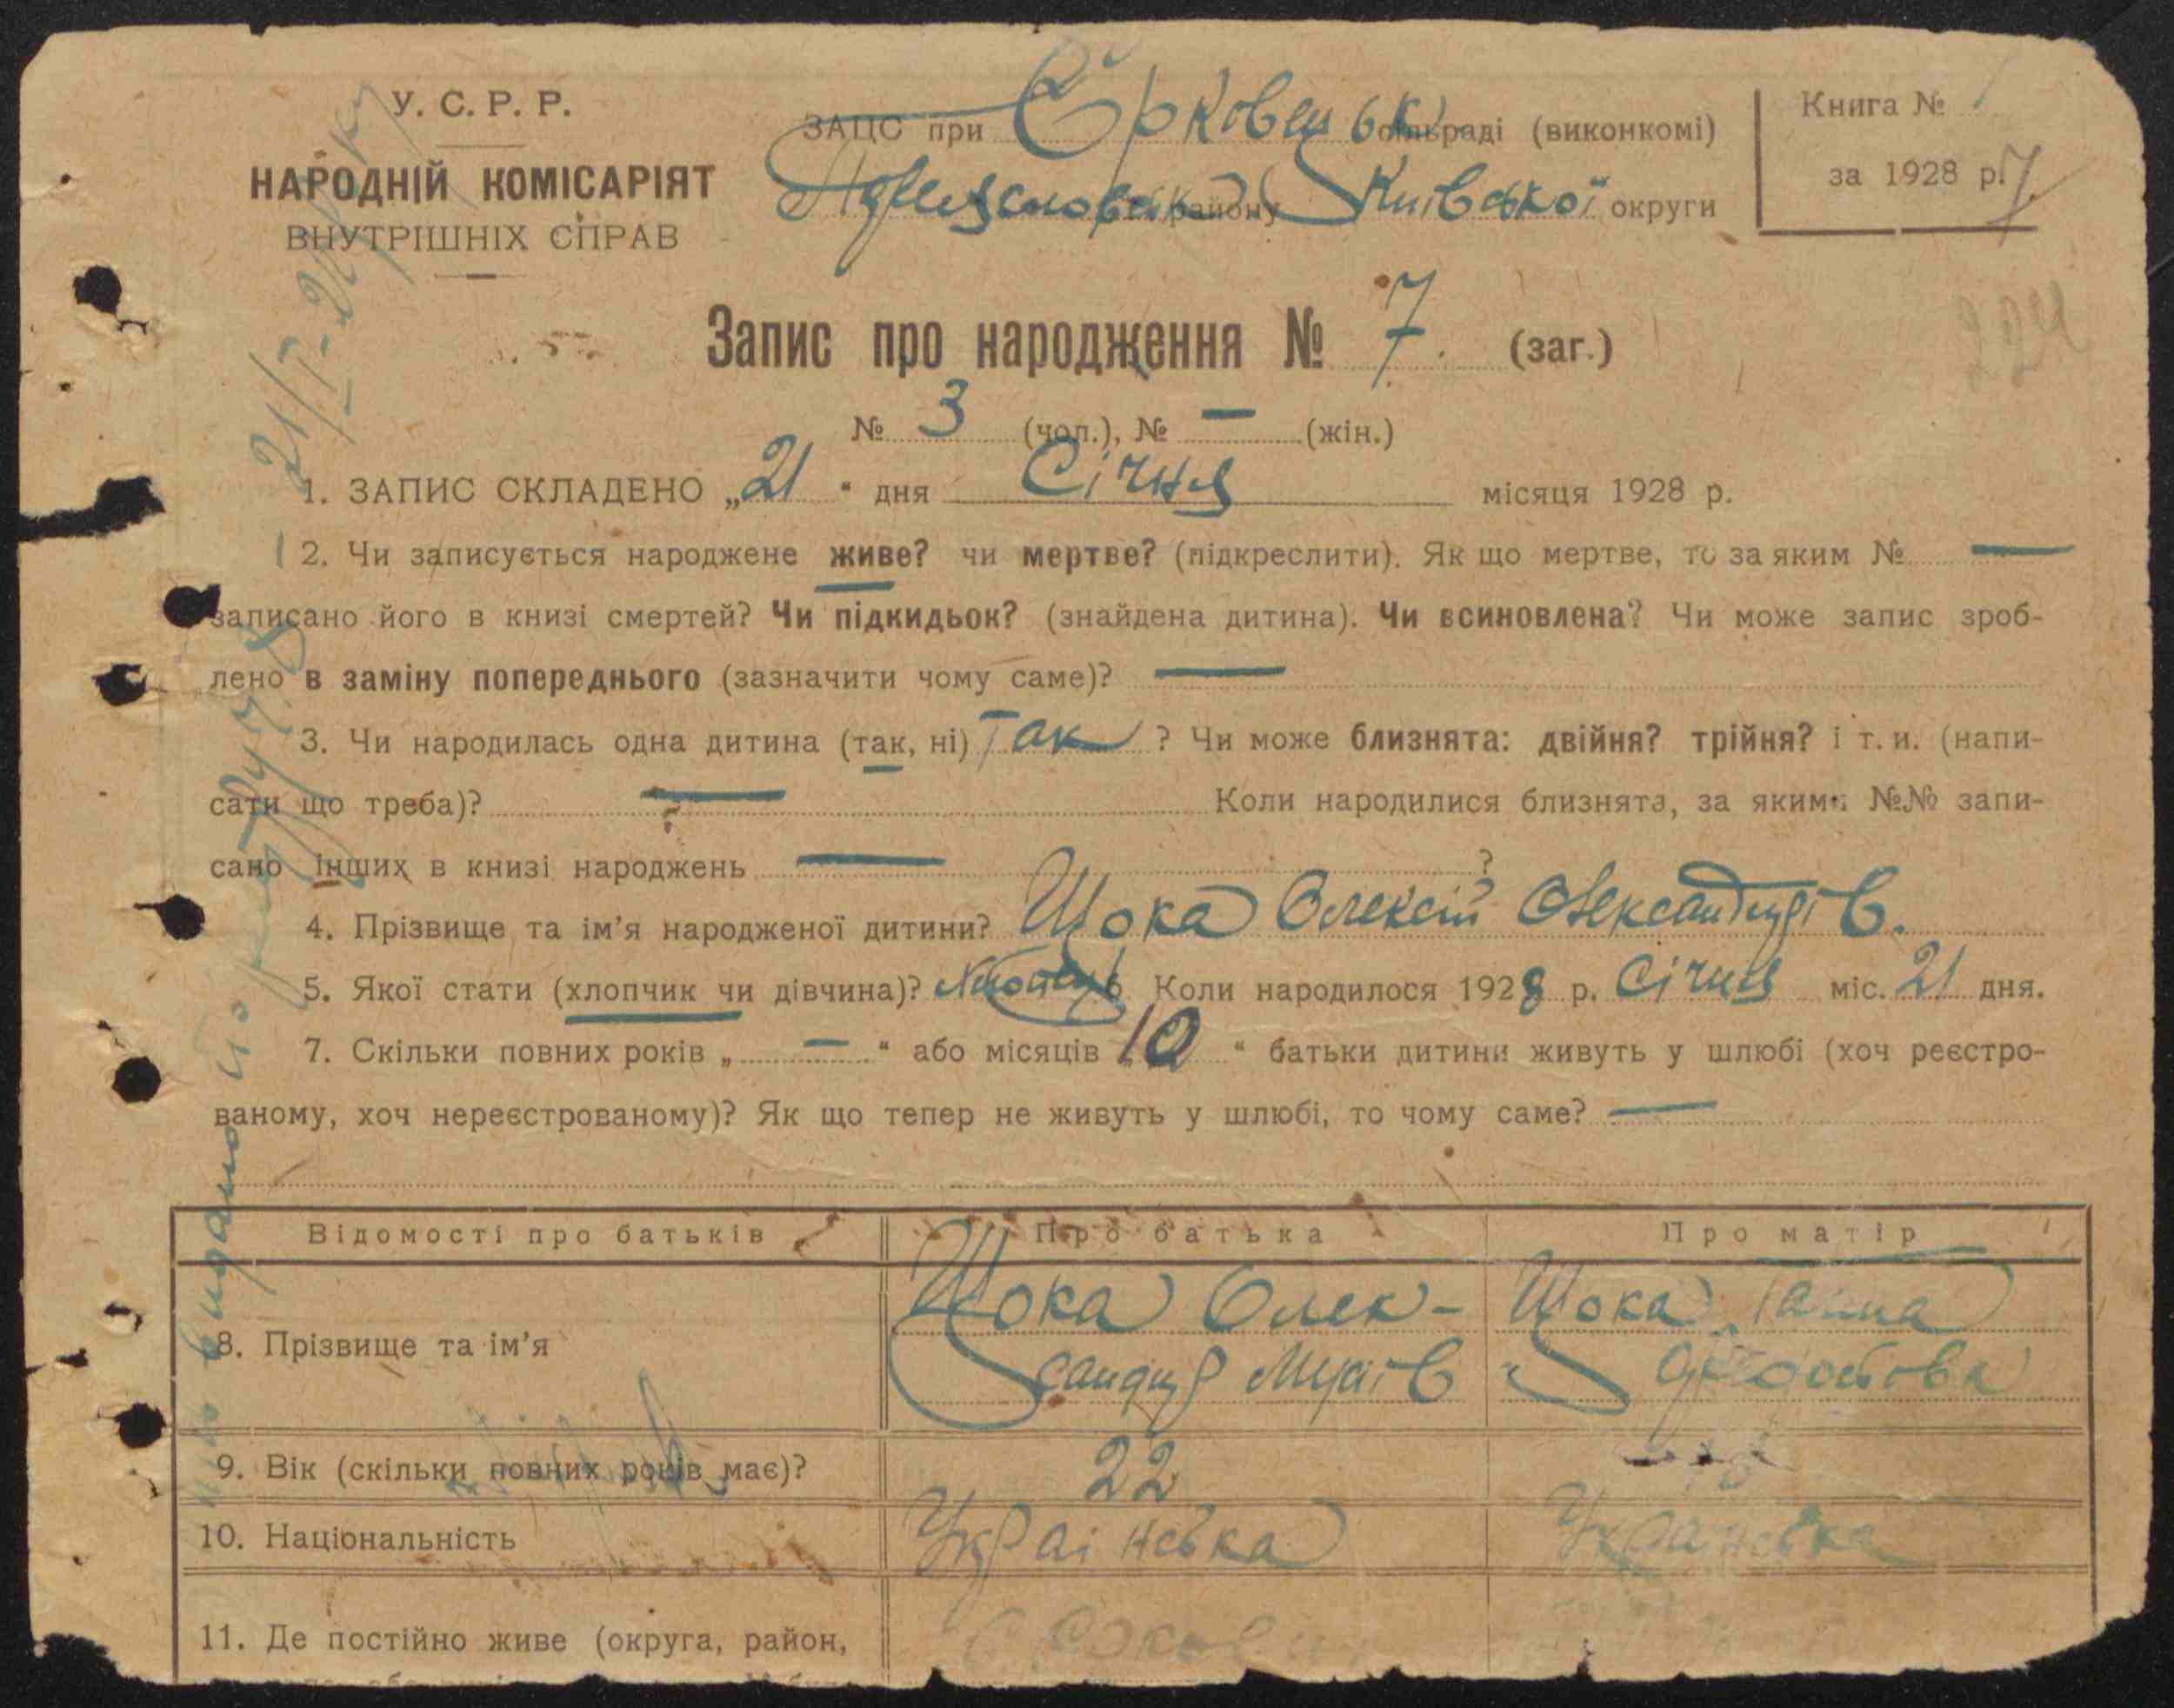 У. С. Р. Р.
НАРОДНІЙ КОМІСАРІЯТ
ВНУТРІШНІХ СПРАВ
ЗАЦС при Єрковецьк сільраді (виконкомі)
району Київської округи
Книга №
за 1928 р.
Запис про народження № 7. (заг.)
№ 3 (чол.), № — (жін.)
1. ЗАПИС СКЛАДЕНО „21“ дня Січня місяця 1928 р.
2. Чи записується народжене живе? чи мертве? (підкреслити). Як що мертве, то за яким № —
записано його в книзі смертей? Чи підкидьок? (знайдена дитина). Чи всиновлена? Чи може запис зроб-
лено в заміну попереднього (зазначити чому саме)? —
3. Чи народилась одна дитина (так, ні) Так ? Чи може близнята: двійня? трійня? і т. и. (напи-
сати що треба)? — Коли народилися близнята, за якими №№ запи-
сано інших в книзі народжень — ?
4. Прізвище та ім'я народженої дитини? Шока Олексій Олександрів.
5. Якої стати (хлопчик чи дівчина)? Хлопець 6 Коли народилося 1928 р. Січня міс. 21 дня.
7. Скільки повних років „ — “ або місяців „10“ батьки дитини живуть у шлюбі (хоч реєстро-
ваному, хоч нереєстрованому)? Як що тепер не живуть у шлюбі, то чому саме? —
Відомості про батьків Про батька Про матір
8. Прізвище та ім'я Шока Олек- Шока Ганна
сандр Мусіїв
9. Вік (скільки повних років має)? 22
10. Національність Українська Українська
11. Де постійно живе (округа, район,